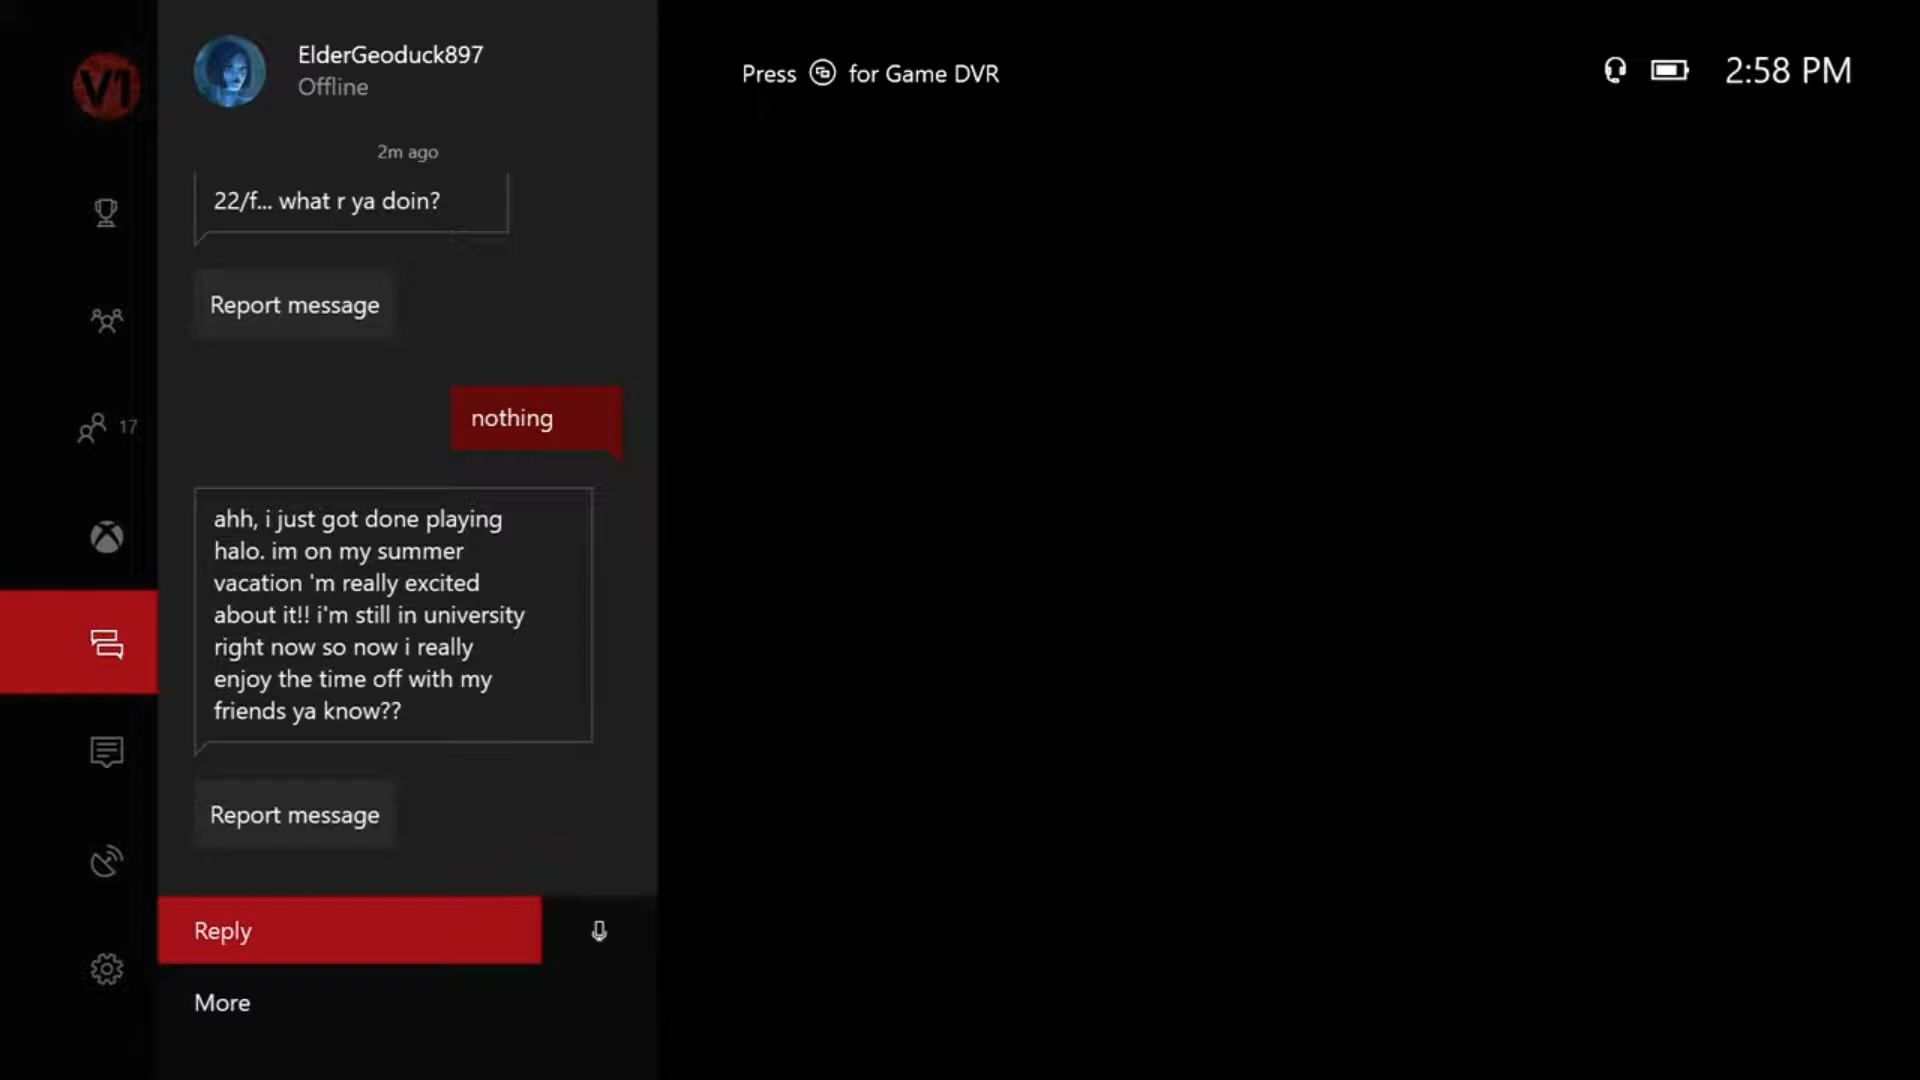 V1
ElderGeoduck897
Offline
Press for Game DVR
2:58 PM
2m ago
22/f... what r ya doin?
Report message
nothing
17
ahh, i just got done playing
halo. im on my summer
vacation 'm really excited
about it!! i'm still in university
right now so now i really
enjoy the time off with my
friends ya know??
Report message
Reply
More